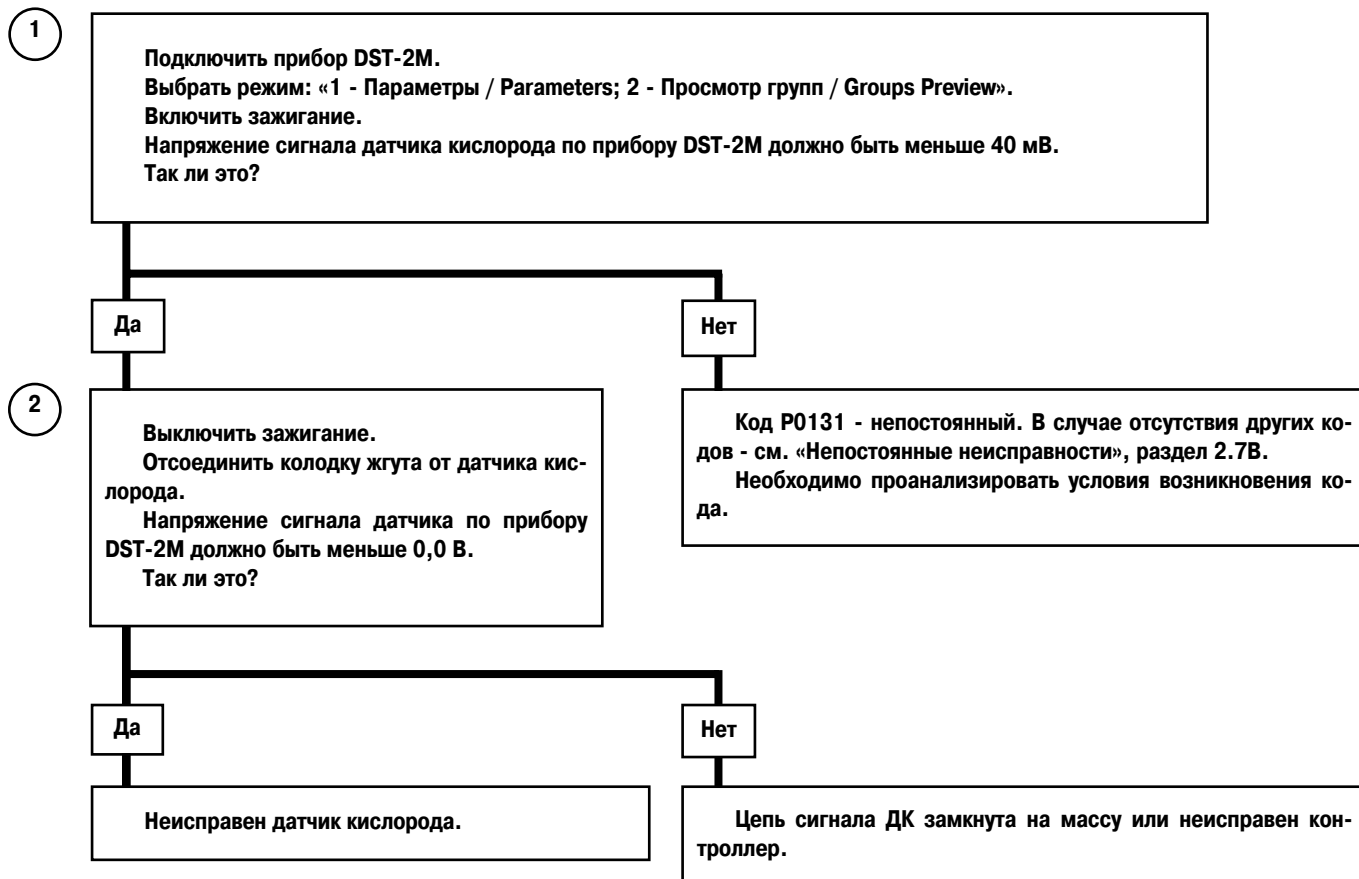 1
Подключить прибор DST-2M.
Выбрать режим: «1 - Параметры / Parameters; 2 - Просмотр групп / Groups Preview».
Включить зажигание.
Напряжение сигнала датчика кислорода по прибору DST-2M должно быть меньше 40 мВ.
Так ли это?
Да
Нет
2
Выключить зажигание.
Отсоединить колодку жгута от датчика кис-
лорода.
Напряжение сигнала датчика по прибору
DST-2M должно быть меньше 0,0 В.
Так ли это?
Код P0131 - непостоянный. В случае отсутствия других ко-
дов - см. «Непостоянные неисправности», раздел 2.7В.
Необходимо проанализировать условия возникновения ко-
да.
Да
Нет
Неисправен датчик кислорода.
Цепь сигнала ДК замкнута на массу или неисправен кон-
троллер.